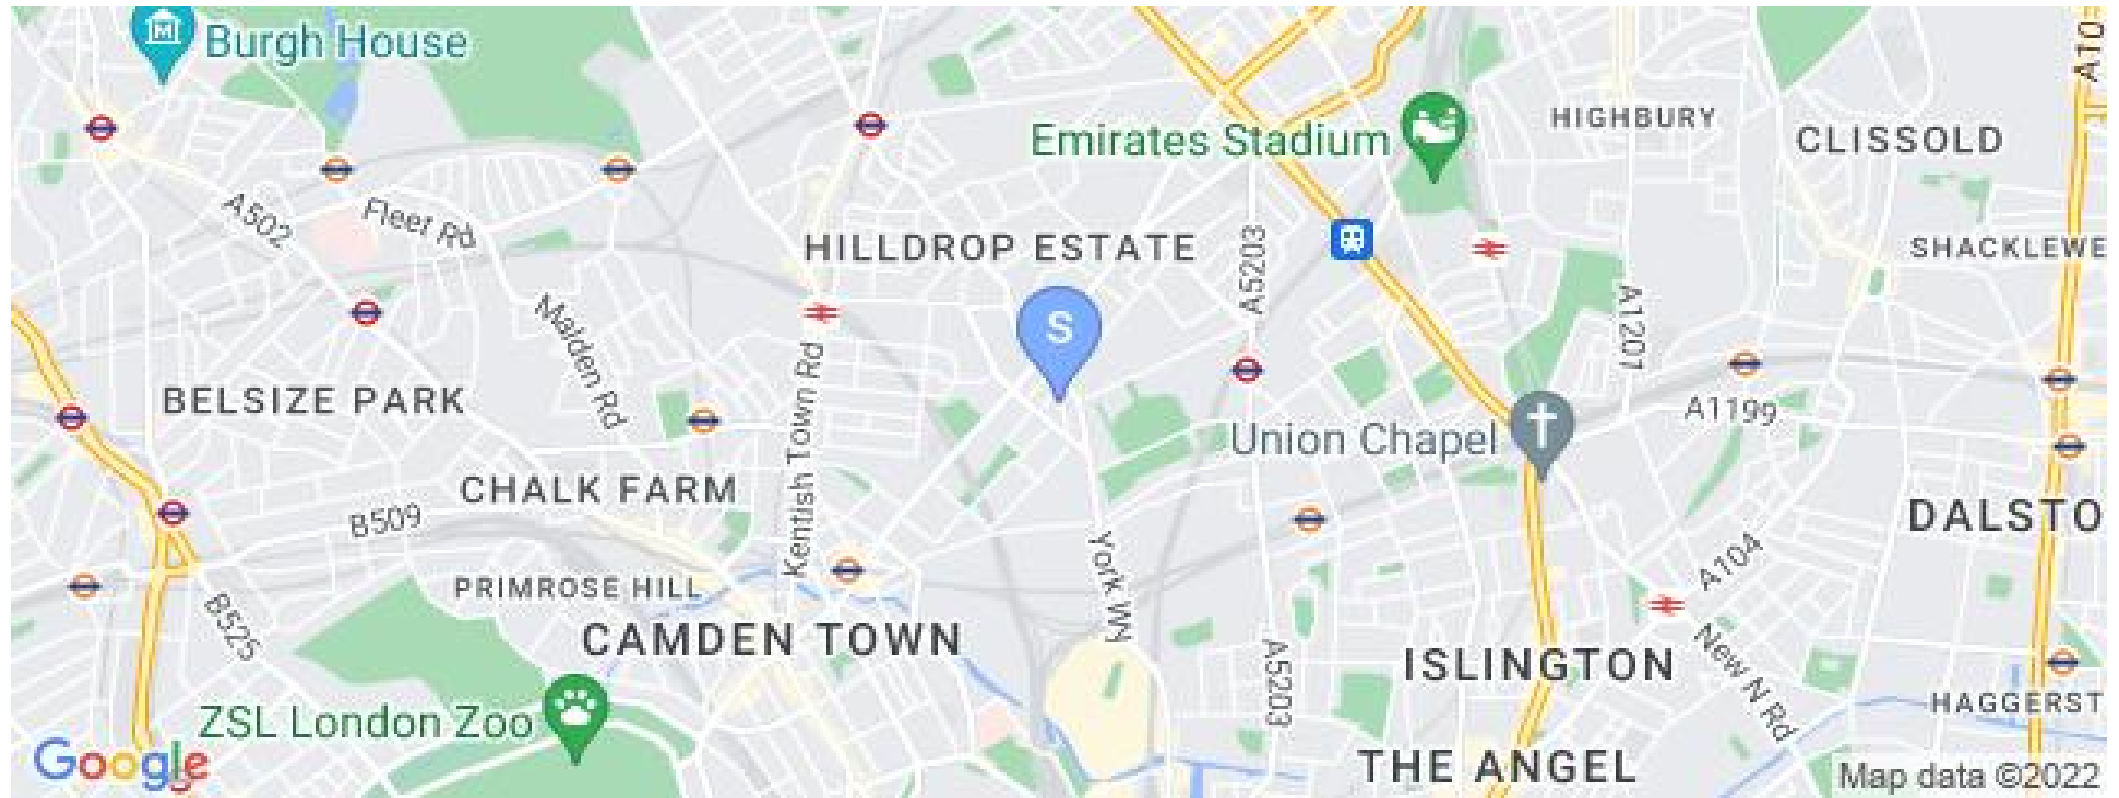 Burgh House
A10
HIGHBURY
Emirates Stadium
CLISSOLD
A502
Fleet Rd
HILLDROP ESTATE
A5203
SHACKLEWE
S
Malden Rd
A1207
BELSIZE PARK
Kentish Town Rd
A1199
Union Chapel
CHALK FARM
B509
DALSTO
York Wy
A104
PRIMROSE HILL
B525
CAMDEN TOWN
ISLINGTON
New N Rd
A5203
HAGGERST
ZSL London Zoo
THE ANGEL
Google
Map data ©2022